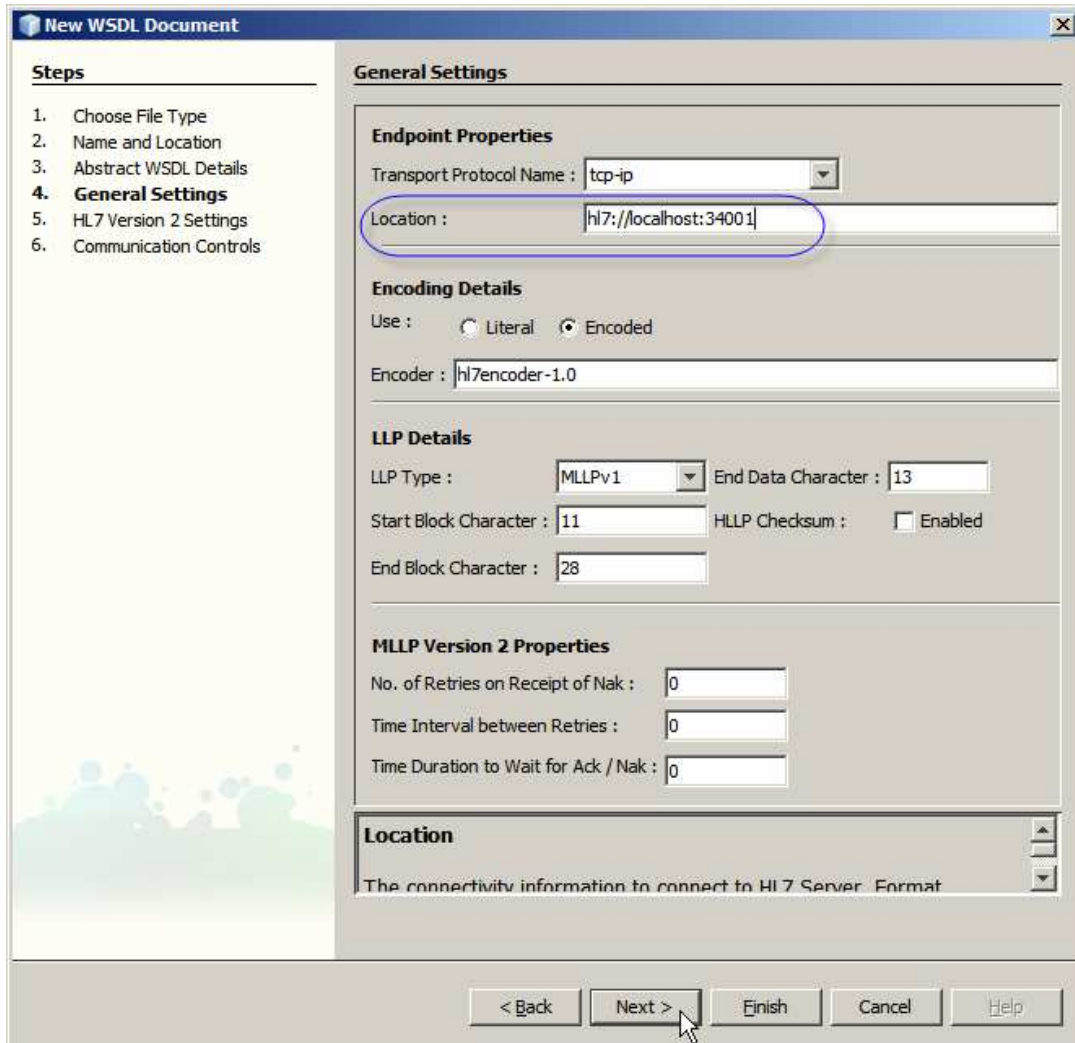 New WSDL Document
Steps
1. Choose File Type
2. Name and Location
3. Abstract WSDL Details
4. General Settings
5. HL7 Version 2 Settings
6. Communication Controls
General Settings
Endpoint Properties
Transport Protocol Name : tcp-ip
Location : hl7://localhost:34001
Encoding Details
Use : Literal Encoded
Encoder : hl7encoder-1.0
LLP Details
LLP Type : MLLPv1 End Data Character : 13
Start Block Character : 11 HLLP Checksum : Enabled
End Block Character : 28
MLLP Version 2 Properties
No. of Retries on Receipt of Nak : 0
Time Interval between Retries : 0
Time Duration to Wait for Ack / Nak : 0
Location
The connectivity information to connect to HL7 Server. Format
< Back Next > Finish Cancel Help